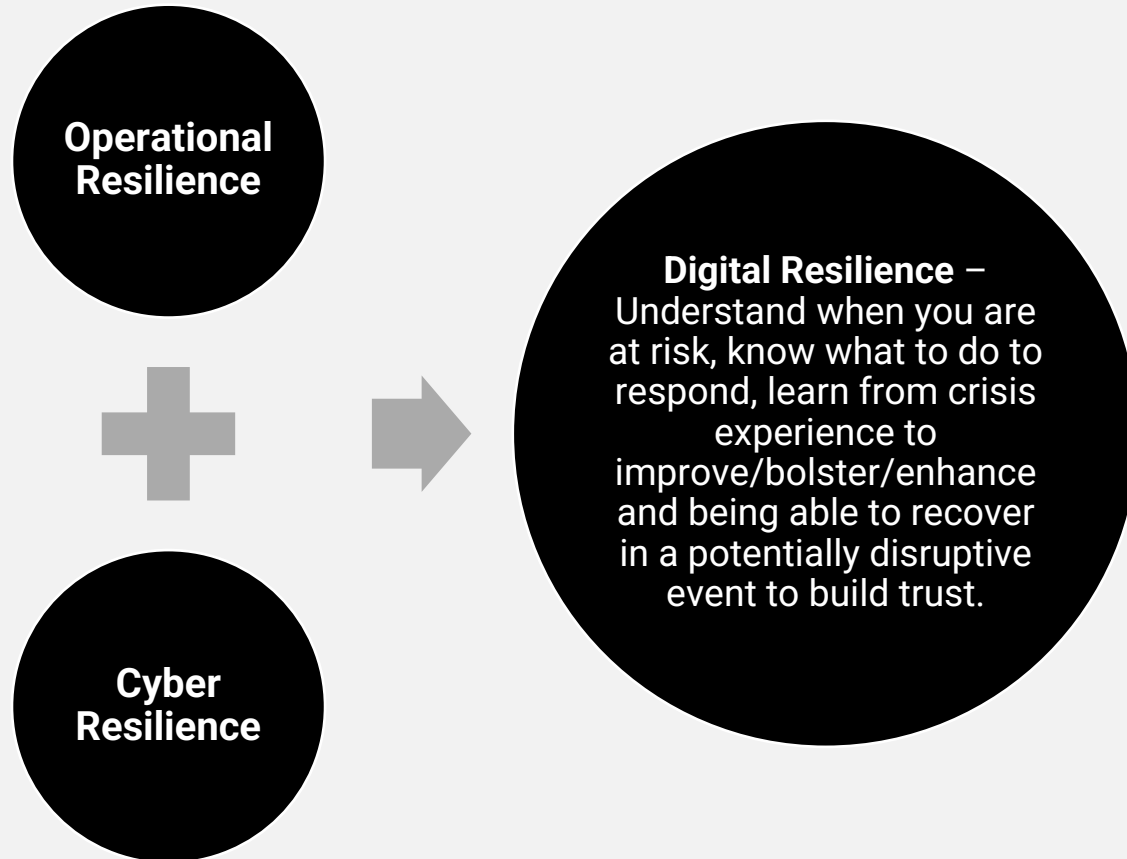 Operational
Resilience
Cyber
Resilience
Digital Resilience –
Understand when you are
at risk, know what to do to
respond, learn from crisis
experience to
improve/bolster/enhance
and being able to recover
in a potentially disruptive
event to build trust.